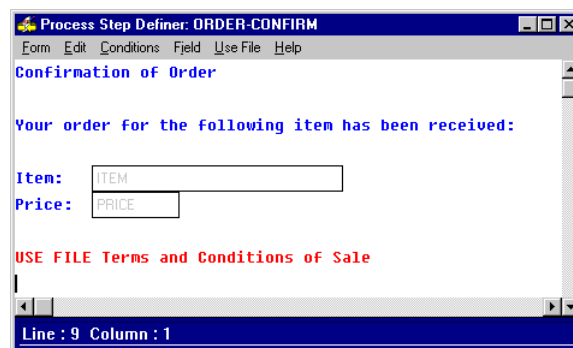 Process Step Definer: ORDER-CONFIRM
Form Edit Conditions Field Use File Help
Confirmation of Order
Your order for the following item has been received:
Item: ITEM
Price: PRICE
USE FILE Terms and Conditions of Sale
Line : 9 Column : 1